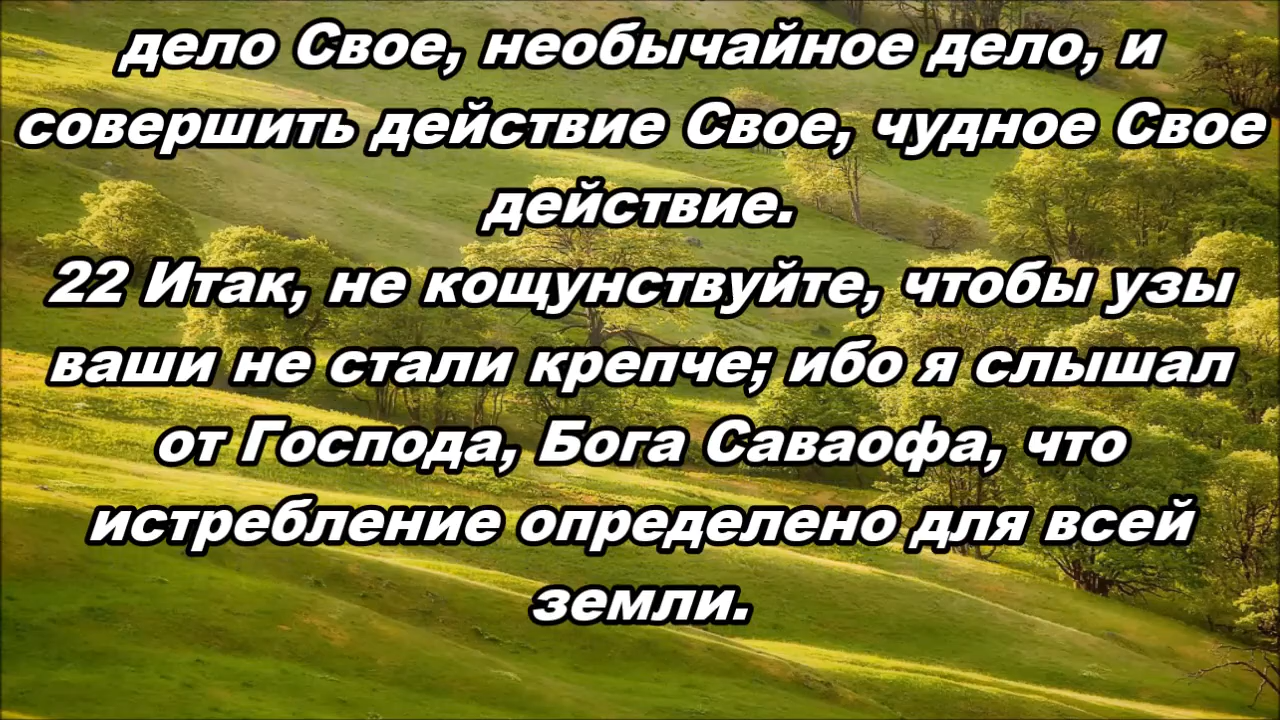 дело Свое, необычайное дело, и
совершить действие Свое, чудное Свое
действие.
22 Итак, не кощунствуйте, чтобы узы
ваши не стали крепче; ибо я слышал
от Господа, Бога Саваофа, что
истребление определено для всей
земли.